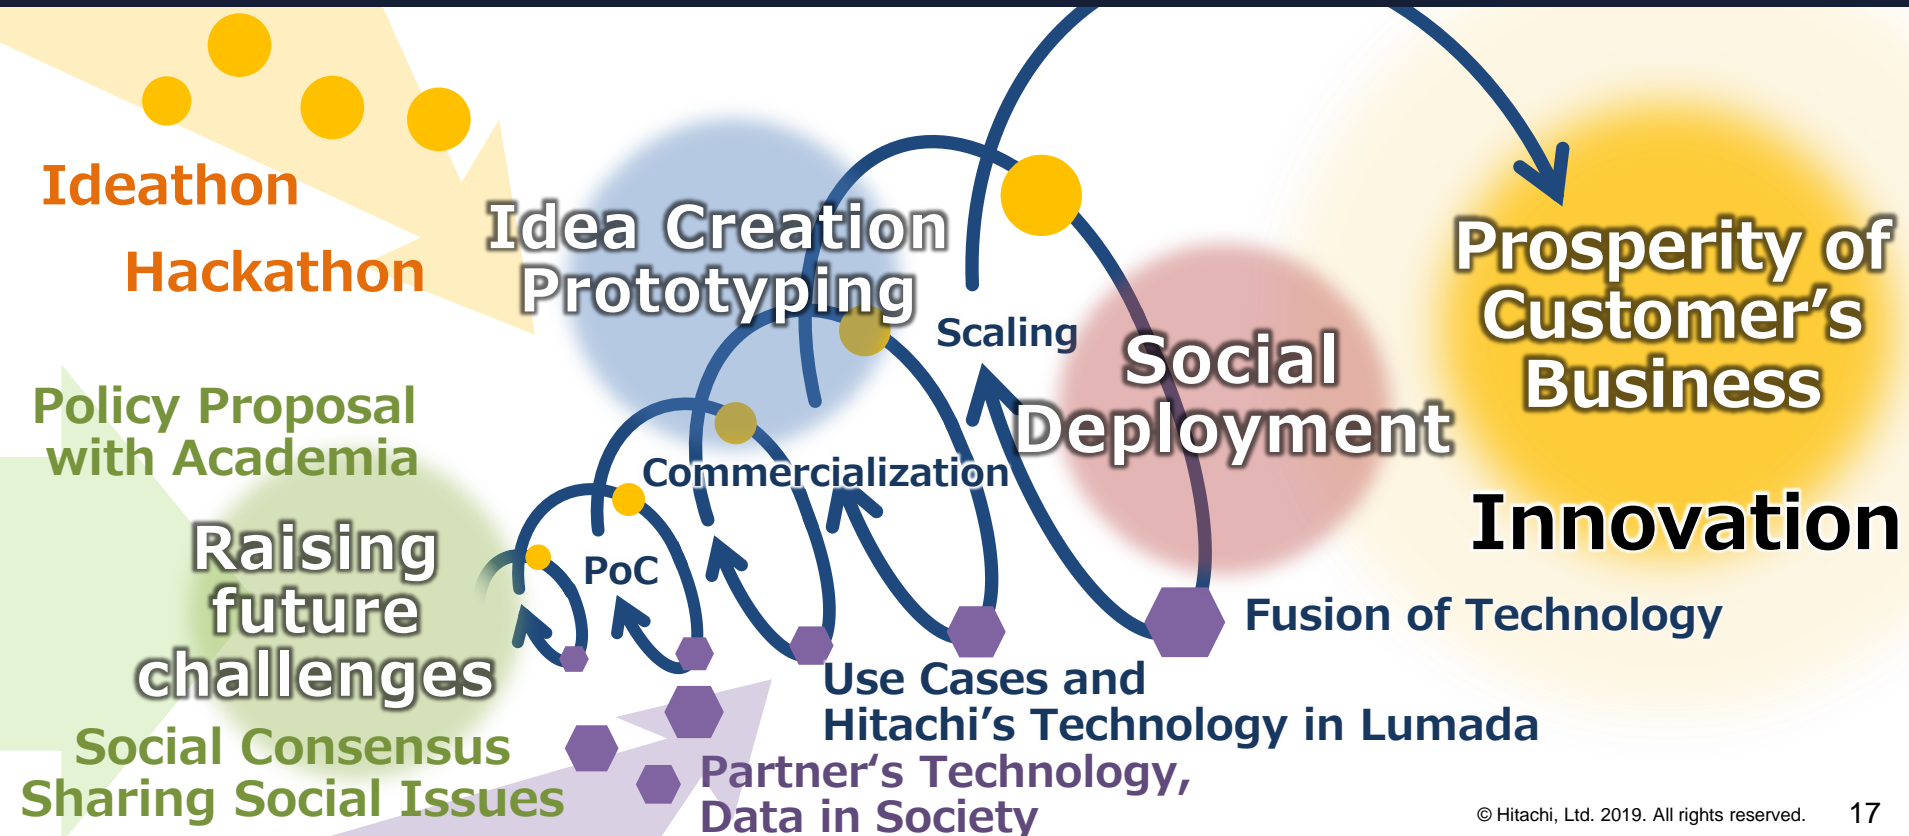 Ideathon
Hackathon
Idea Creation
Prototyping
Prosperity of
Customer’s
Business
Scaling
Social
Deployment
Policy Proposal
with Academia
Commercialization
Innovation
Raising
future
challenges
PoC
Fusion of Technology
Use Cases and
Hitachi’s Technology in Lumada
Social Consensus
Sharing Social Issues
Partner‘s Technology,
Data in Society
© Hitachi, Ltd. 2019. All rights reserved.
17